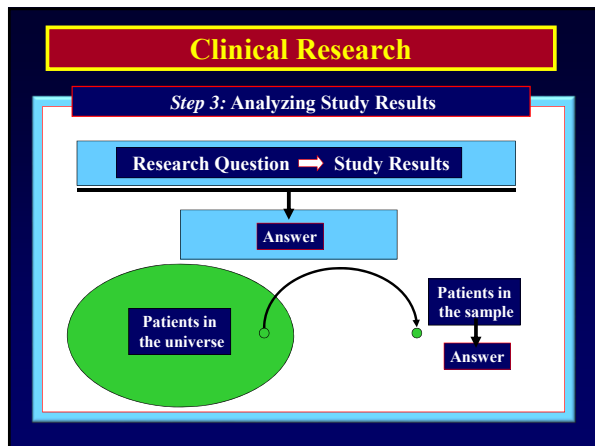 Clinical Research
Step 3: Analyzing Study Results
Research Question Study Results
Answer
Patients in
the universe
Patients in
the sample
Answer